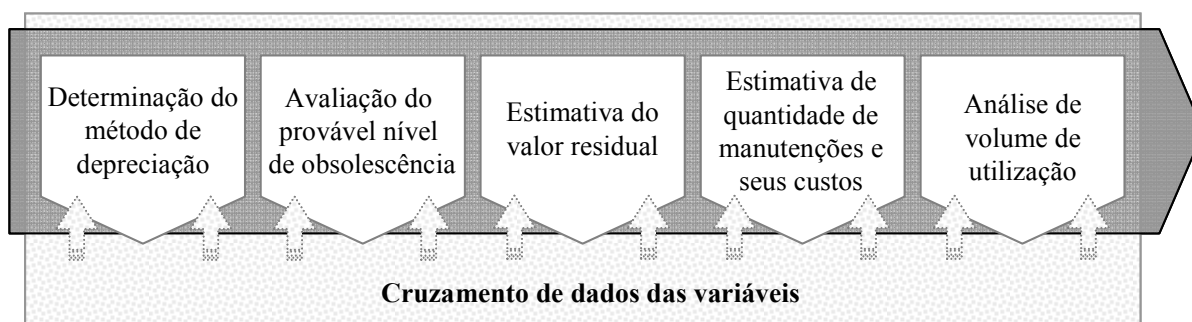 Determinação do
método de
depreciação
Avaliação do
provável nível
de obsolescência
Estimativa do
valor residual
Estimativa de
quantidade de
manutenções e
seus custos
Análise de
volume de
utilização
Cruzamento de dados das variáveis